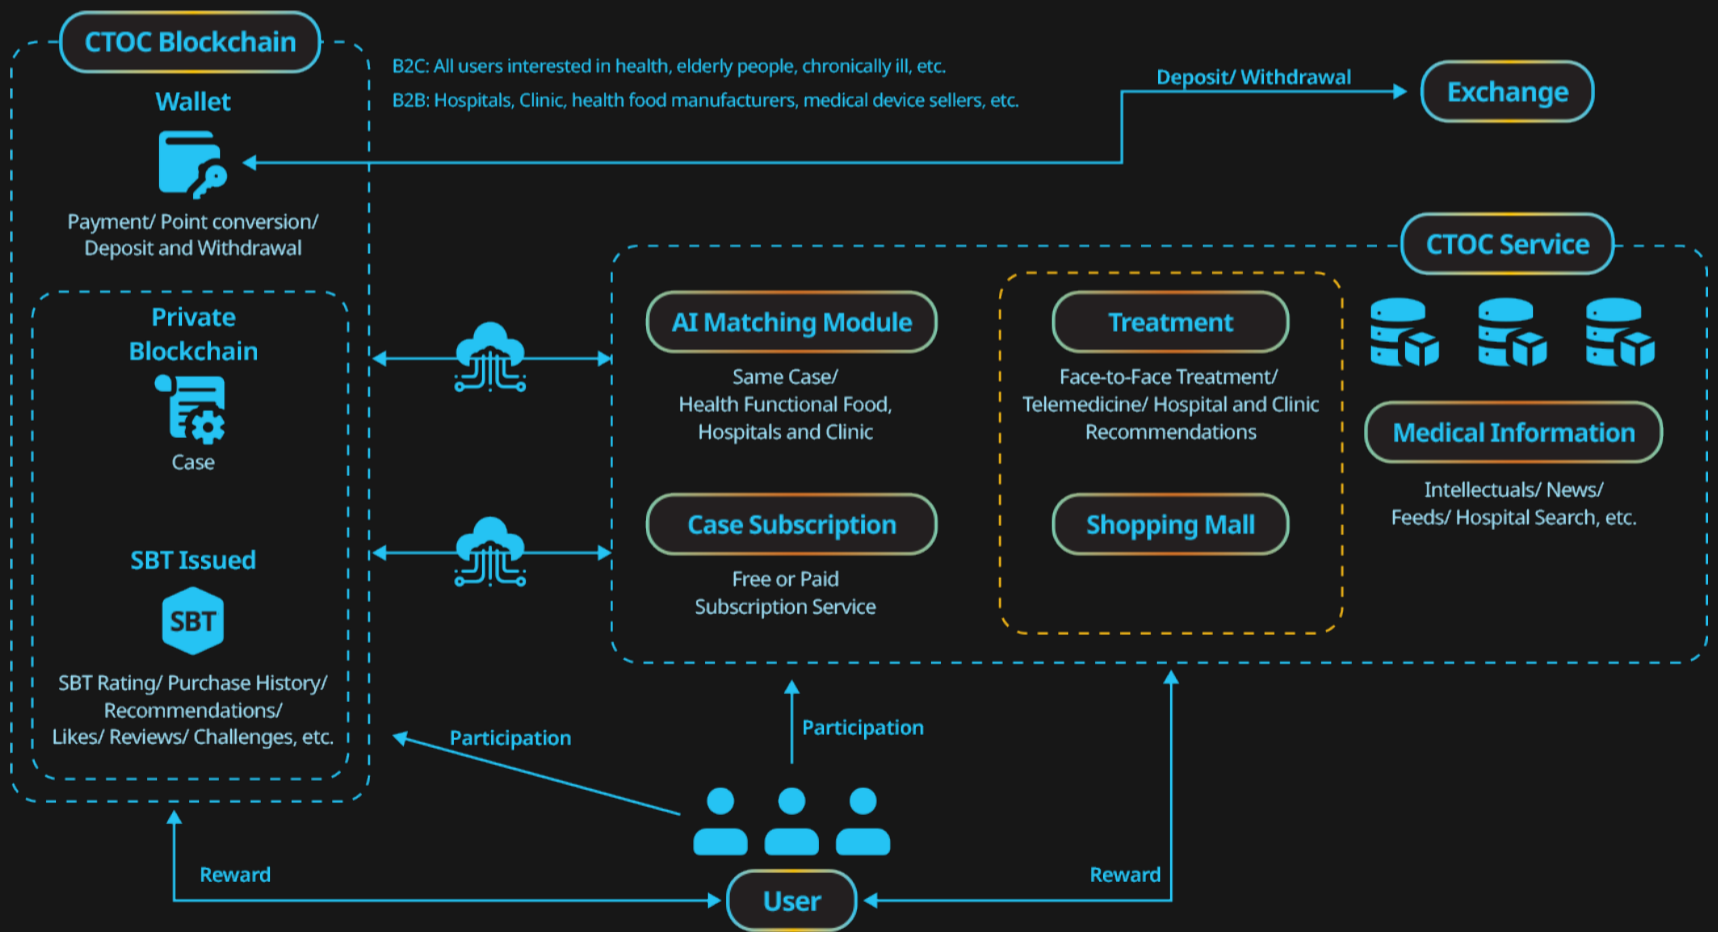 CTOC Blockchain
Wallet
Payment/ Point conversion/
Deposit and Withdrawal
Private
Blockchain
Case
SBT Issued
SBT
SBT Rating/ Purchase History/
Recommendations/
Likes/ Reviews/ Challenges, etc.
B2C: All users interested in health, elderly people, chronically ill, etc.
B2B: Hospitals, Clinic, health food manufacturers, medical device sellers, etc.
Deposit/ Withdrawal
Exchange
CTOC Service
AI Matching Module
Same Case/
Health Functional Food,
Hospitals and Clinic
Case Subscription
Free or Paid
Subscription Service
Treatment
Face-to-Face Treatment/
Telemedicine/ Hospital and Clinic
Recommendations
Shopping Mall
Medical Information
Intellectuals/ News/
Feeds/ Hospital Search, etc.
Participation
Participation
Reward
Reward
User